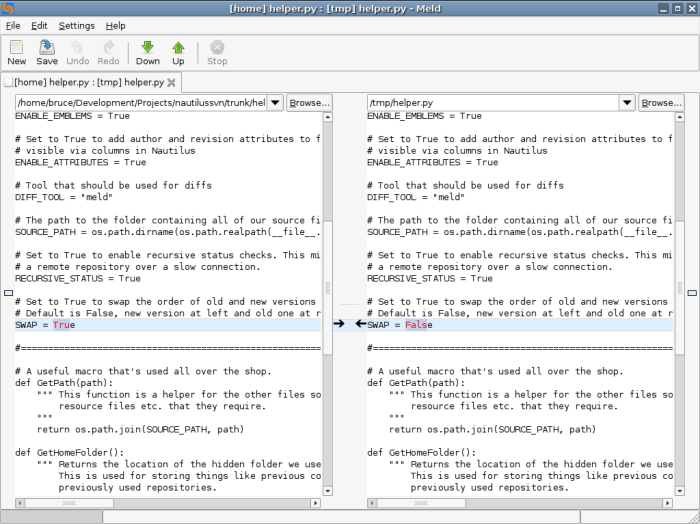 [home] helper.py : [tmp] helper.py - Meld
File Edit Settings Help
New Save Undo Redo Down Up Stop
[home] helper.py : [tmp] helper.py
/home/bruce/Development/Projects/nautilussvn/trunk/hel Browse...
ENABLE_EMBLEMS = True
# Set to True to add author and revision attributes to f
# visible via columns in Nautilus
ENABLE_ATTRIBUTES = True
# Tool that should be used for diffs
DIFF_TOOL = "meld"
# The path to the folder containing all of our source fi
SOURCE_PATH = os.path.dirname(os.path.realpath(__file__.
# Set to True to enable recursive status checks. This mi
# a remote repository over a slow connection.
RECURSIVE_STATUS = True
# Set to True to swap the order of old and new versions
# Default is False, new version at left and old one at r
SWAP = True
#===============================================
# A useful macro that's used all over the shop.
def GetPath(path):
""" This function is a helper for the other files so
resource files etc. that they require.
"""
return os.path.join(SOURCE_PATH, path)
def GetHomeFolder():
""" Returns the location of the hidden folder we use
This is used for storing things like previous co
previously used repositories.
/tmp/helper.py Browse...
ENABLE_EMBLEMS = True
# Set to True to add author and revision attributes to f
# visible via columns in Nautilus
ENABLE_ATTRIBUTES = True
# Tool that should be used for diffs
DIFF_TOOL = "meld"
# The path to the folder containing all of our source fi
SOURCE_PATH = os.path.dirname(os.path.realpath(__file__.
# Set to True to enable recursive status checks. This mi
# a remote repository over a slow connection.
RECURSIVE_STATUS = True
# Set to True to swap the order of old and new versions
# Default is False, new version at left and old one at r
SWAP = False
#===============================================
# A useful macro that's used all over the shop.
def GetPath(path):
""" This function is a helper for the other files so
resource files etc. that they require.
"""
return os.path.join(SOURCE_PATH, path)
def GetHomeFolder():
""" Returns the location of the hidden folder we use
This is used for storing things like previous co
previously used repositories.